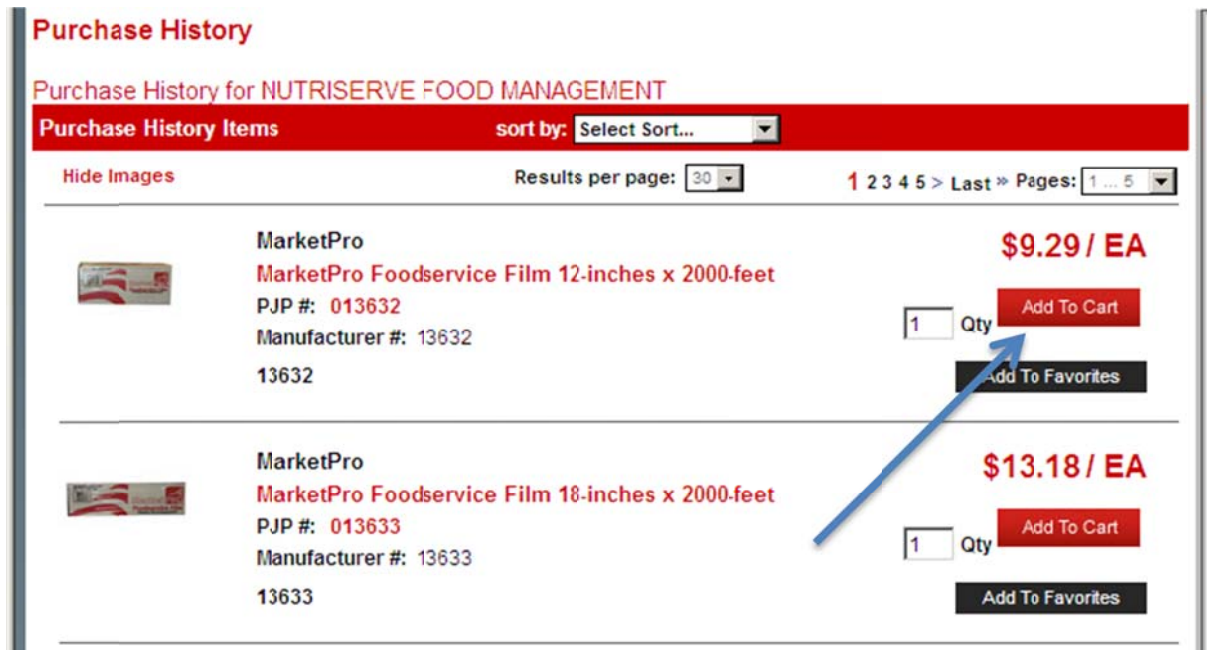 Purchase History
Purchase History for NUTRISERVE FOOD MANAGEMENT
Purchase History Items sort by: Select Sort...
Hide Images Results per page: 30 1 2 3 4 5 > Last » Pages: 1 ... 5
MarketPro
$9.29 / EA
MarketPro Foodservice Film 12-inches x 2000-feet
PJP #: 013632
1 Qty Add To Cart
Manufacturer #: 13632
13632
Add To Favorites
MarketPro
$13.18 / EA
MarketPro Foodservice Film 18-inches x 2000-feet
PJP #: 013633
1 Qty Add To Cart
Manufacturer #: 13633
13633
Add To Favorites